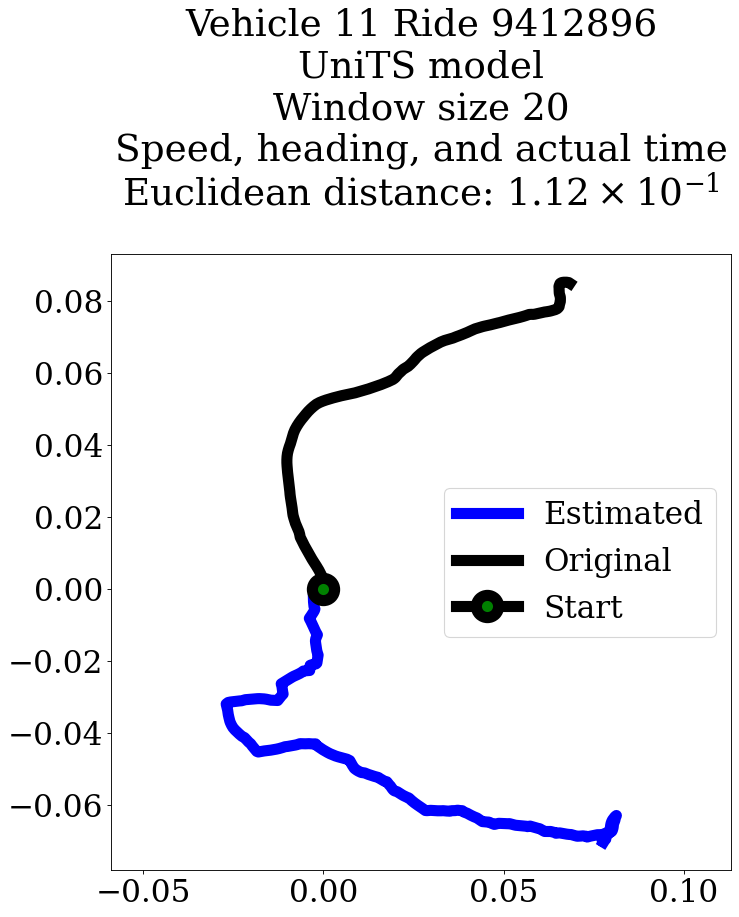 Vehicle 11 Ride 9412896
UniTS model
Window size 20
Speed, heading, and actual time
Euclidean distance: 1.12 × 10⁻¹
0.08
0.06
0.04
0.02
0.00
−0.02
−0.04
−0.06
Estimated
Original
Start
−0.05 0.00 0.05 0.10